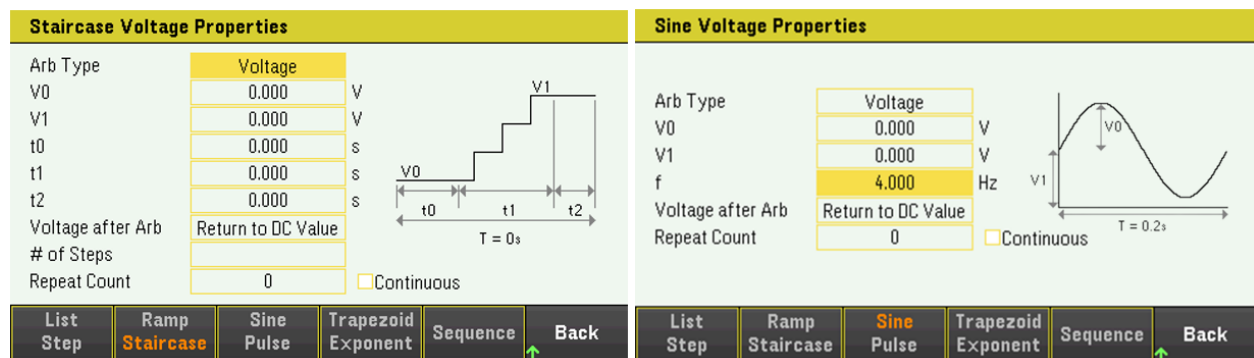 Staircase Voltage Properties
Arb Type Voltage
V0 0.000 V
V1 0.000 V
t0 0.000 s
t1 0.000 s
t2 0.000 s
Voltage after Arb Return to DC Value
# of Steps
Repeat Count 0 Continuous
V1
V0
t0 t1 t2
T = 0s
List Step
Ramp Staircase
Sine Pulse
Trapezoid Exponent
Sequence
Back
Sine Voltage Properties
Arb Type Voltage
V0 0.000 V
V1 0.000 V
f 4.000 Hz
Voltage after Arb Return to DC Value
Repeat Count 0 Continuous
V0
V1
T = 0.2s
List Step
Ramp Staircase
Sine Pulse
Trapezoid Exponent
Sequence
Back